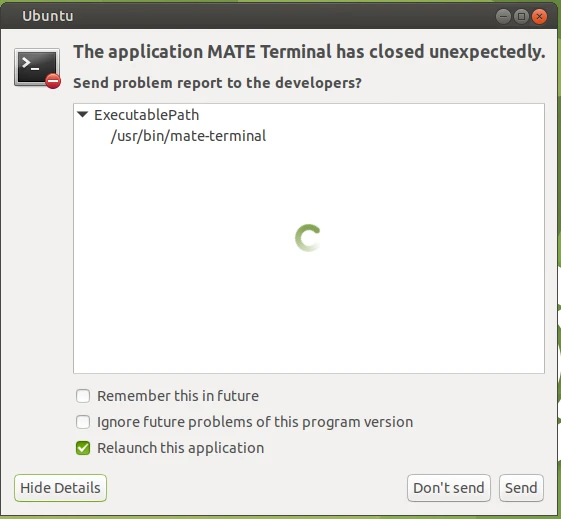 Ubuntu
The application MATE Terminal has closed unexpectedly.
Send problem report to the developers?
ExecutablePath
/usr/bin/mate-terminal
Remember this in future
Ignore future problems of this program version
Relaunch this application
Hide Details
Don't send
Send